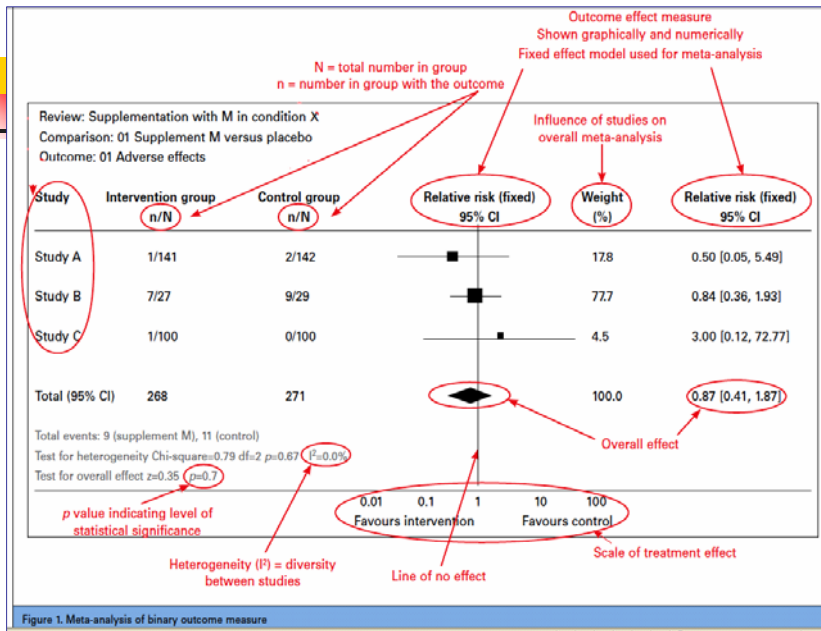 Outcome effect measure
Shown graphically and numerically
Fixed effect model used for meta-analysis
N = total number in group
n = number in group with the outcome
Influence of studies on
overall meta-analysis
Review: Supplementation with M in condition X
Comparison: 01 Supplement M versus placebo
Outcome: 01 Adverse effects
Study Intervention group Control group Relative risk (fixed) Weight Relative risk (fixed)
n/N n/N 95% CI (%) 95% CI
Study A 1/141 2/142 17.8 0.50 [0.05, 5.49]
Study B 7/27 9/29 77.7 0.84 [0.36, 1.93]
Study C 1/100 0/100 4.5 3.00 [0.12, 72.77]
Total (95% CI) 268 271 100.0 0.87 [0.41, 1.87]
Total events: 9 (supplement M), 11 (control)
Test for heterogeneity Chi-square=0.79 df=2 p=0.67 I²=0.0%
Test for overall effect z=0.35 p=0.7
Overall effect
0.01 0.1 1 10 100
Favours intervention Favours control
p value indicating level of
statistical significance
Heterogeneity (I²) = diversity
between studies
Line of no effect
Scale of treatment effect
Figure 1. Meta-analysis of binary outcome measure